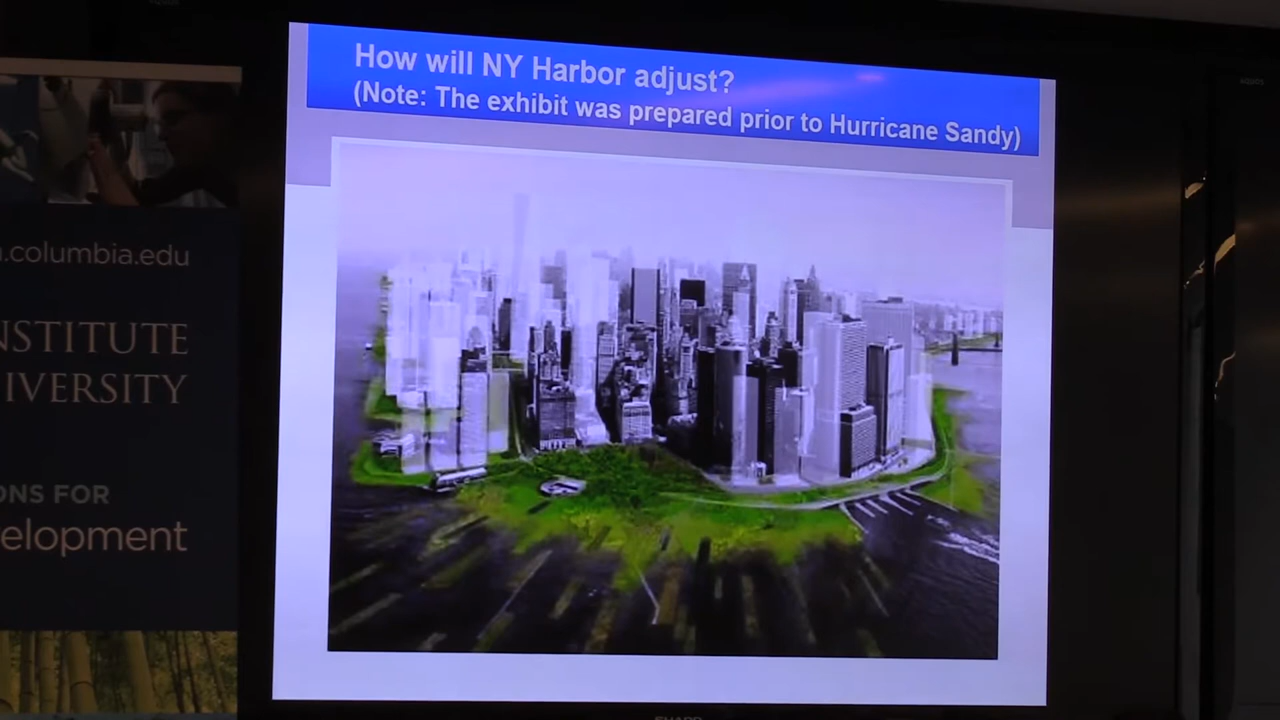 How will NY Harbor adjust?
(Note: The exhibit was prepared prior to Hurricane Sandy)
.columbia.edu
NSTITUTE
IVERSITY
ONS FOR
elopment